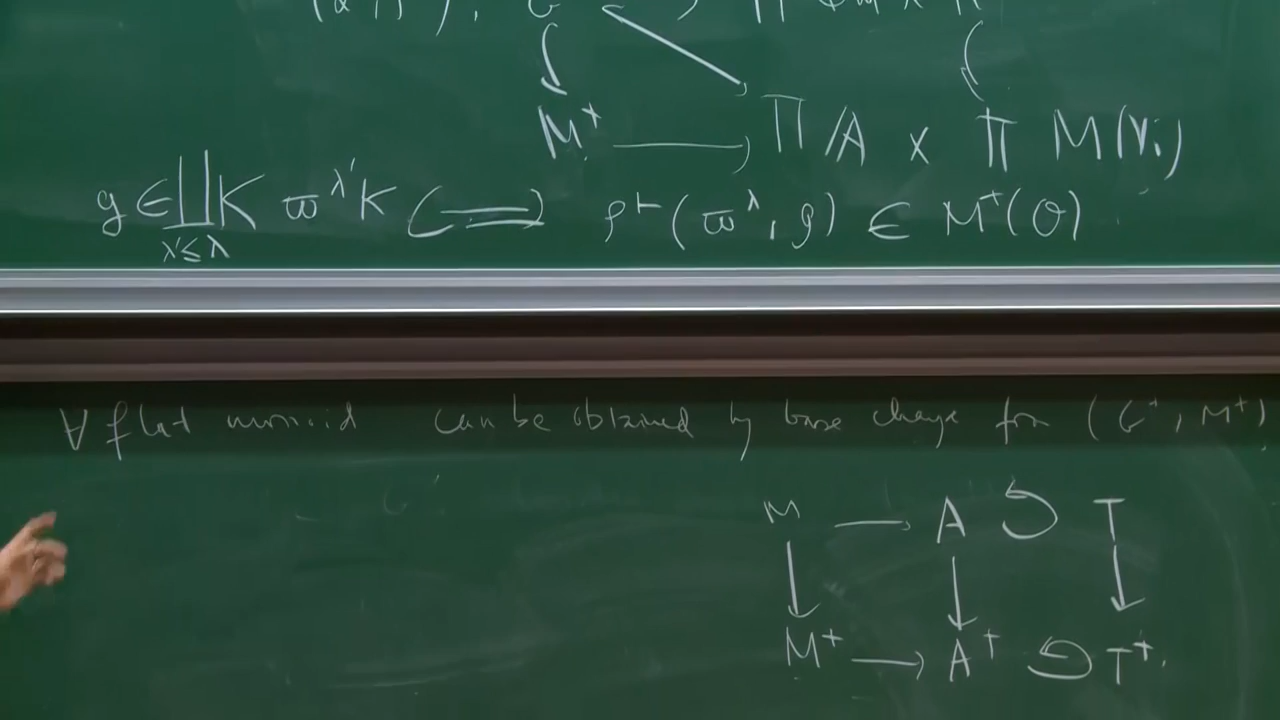 M⁺ ⟶ ∏ 𝔸 × ∏ M(Vᵢ)
g ∈ ∐ K ϖ^λ' K ⟺ ρ⁺(ϖ^λ, g) ∈ M⁺(O)
λ' ≤ λ
∀ flat monoid can be obtained by base change for (G⁺, M⁺)
M ⟶ A ↺ T
↓ ↓ ↓
M⁺ ⟶ A⁺ ↺ T⁺.